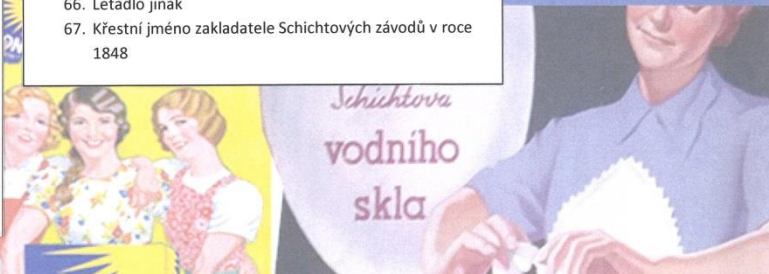 66. Letadlo jinak
67. Křestní jméno zakladatele Schichtových závodů v roce
1848
Schichtova
vodního
skla